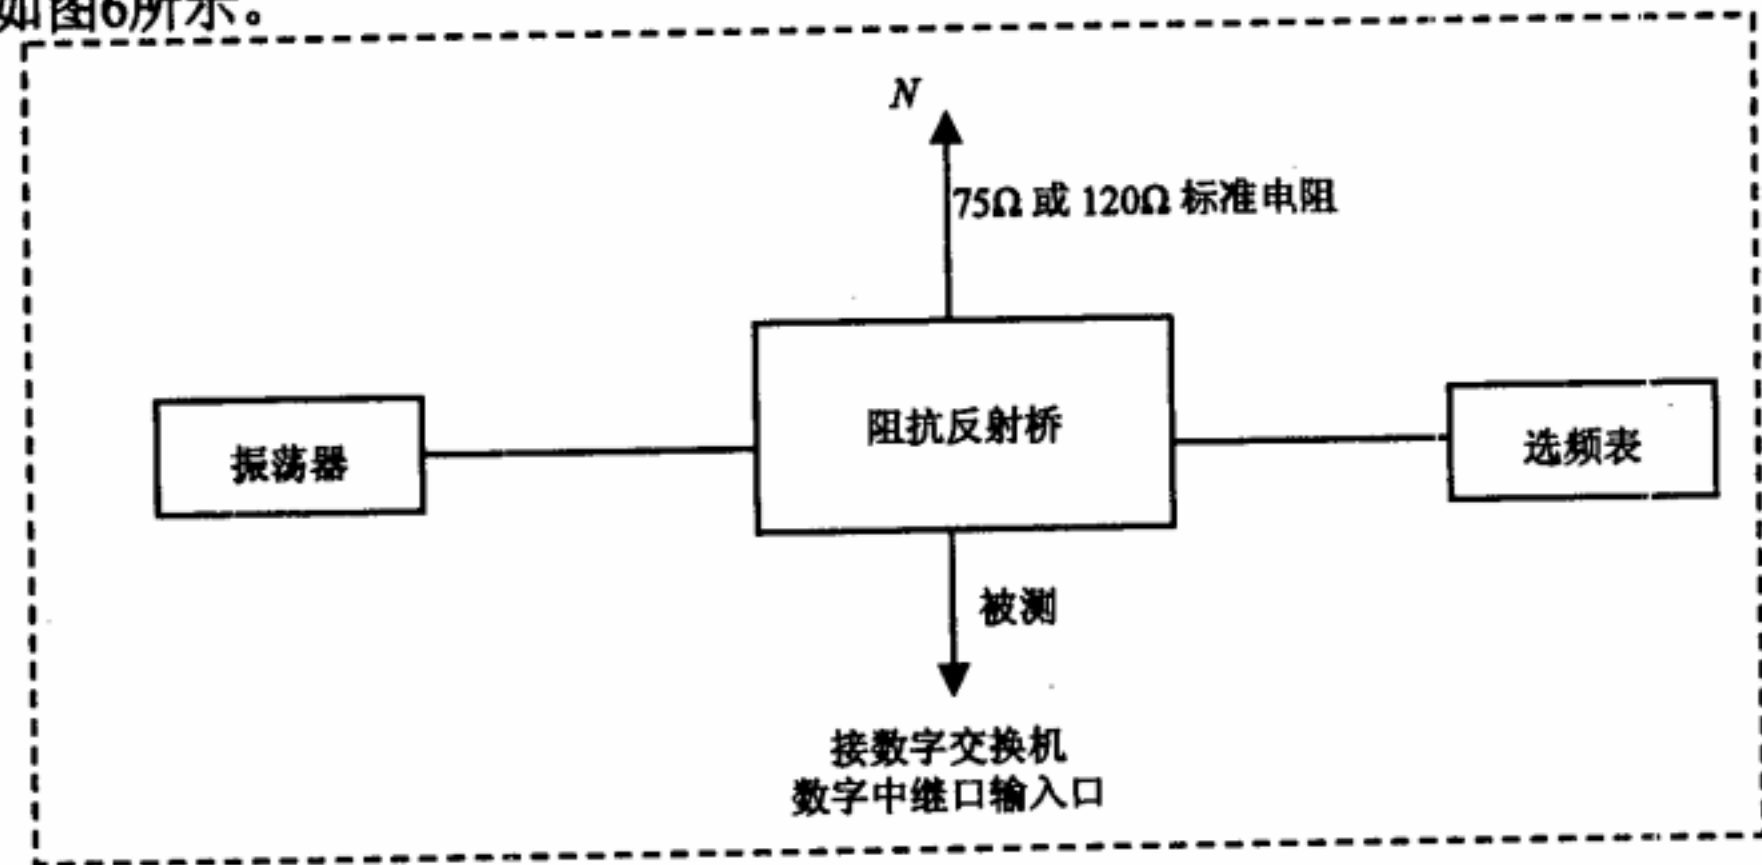 如图6所示。
N
75Ω 或 120Ω 标准电阻
阻抗反射桥
振荡器
选频表
被测
接数字交换机
数字中继口输入口